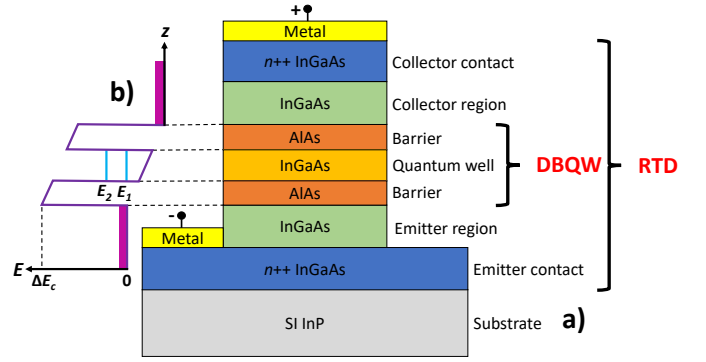 +
z
Metal
n++ InGaAs
Collector contact
b)
InGaAs
Collector region
AlAs
Barrier
InGaAs
Quantum well
DBQW
RTD
E2 E1
AlAs
Barrier
-
InGaAs
Emitter region
Metal
E
0
ΔEc
n++ InGaAs
Emitter contact
SI InP
Substrate
a)